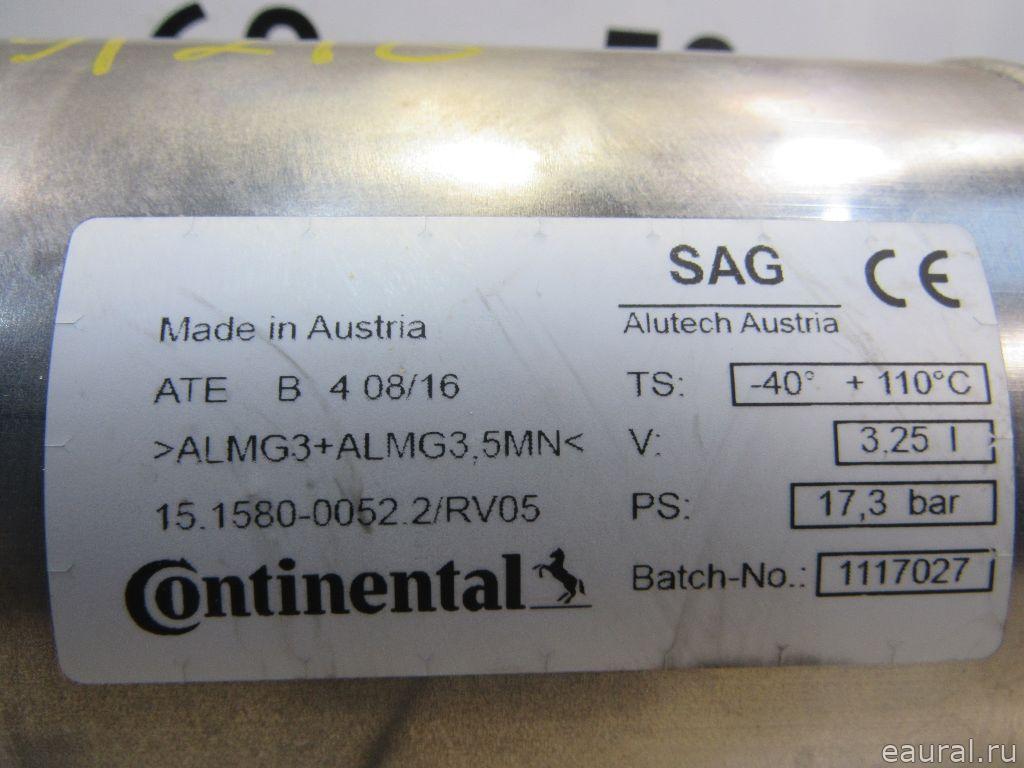 Made in Austria
ATE B 4 08/16
>ALMG3+ALMG3,5MN<
15.1580-0052.2/RV05
Continental
SAG
CE
Alutech Austria
TS: -40° + 110°C
V: 3,25 l
PS: 17,3 bar
Batch-No.: 1117027
eaural.ru